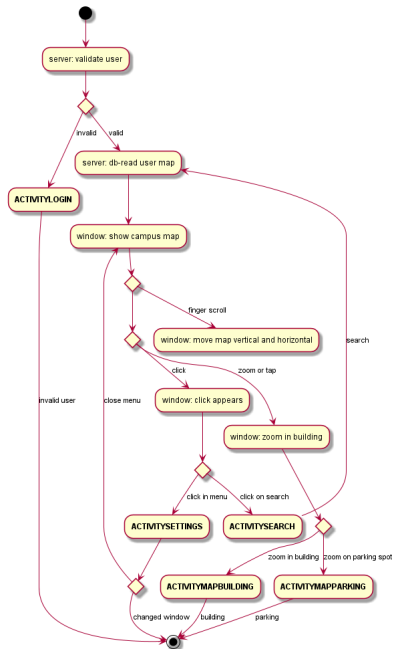 server: validate user
invalid
valid
server: db-read user map
ACTIVITYLOGIN
window: show campus map
finger scroll
window: move map vertical and horizontal
search
click
zoom or tap
invalid user
close menu
window: click appears
window: zoom in building
click in menu
click on search
ACTIVITYSETTINGS
ACTIVITYSEARCH
zoom in building
zoom on parking spot
ACTIVITYMAPBUILDING
ACTIVITYMAPPARKING
changed window
building
parking